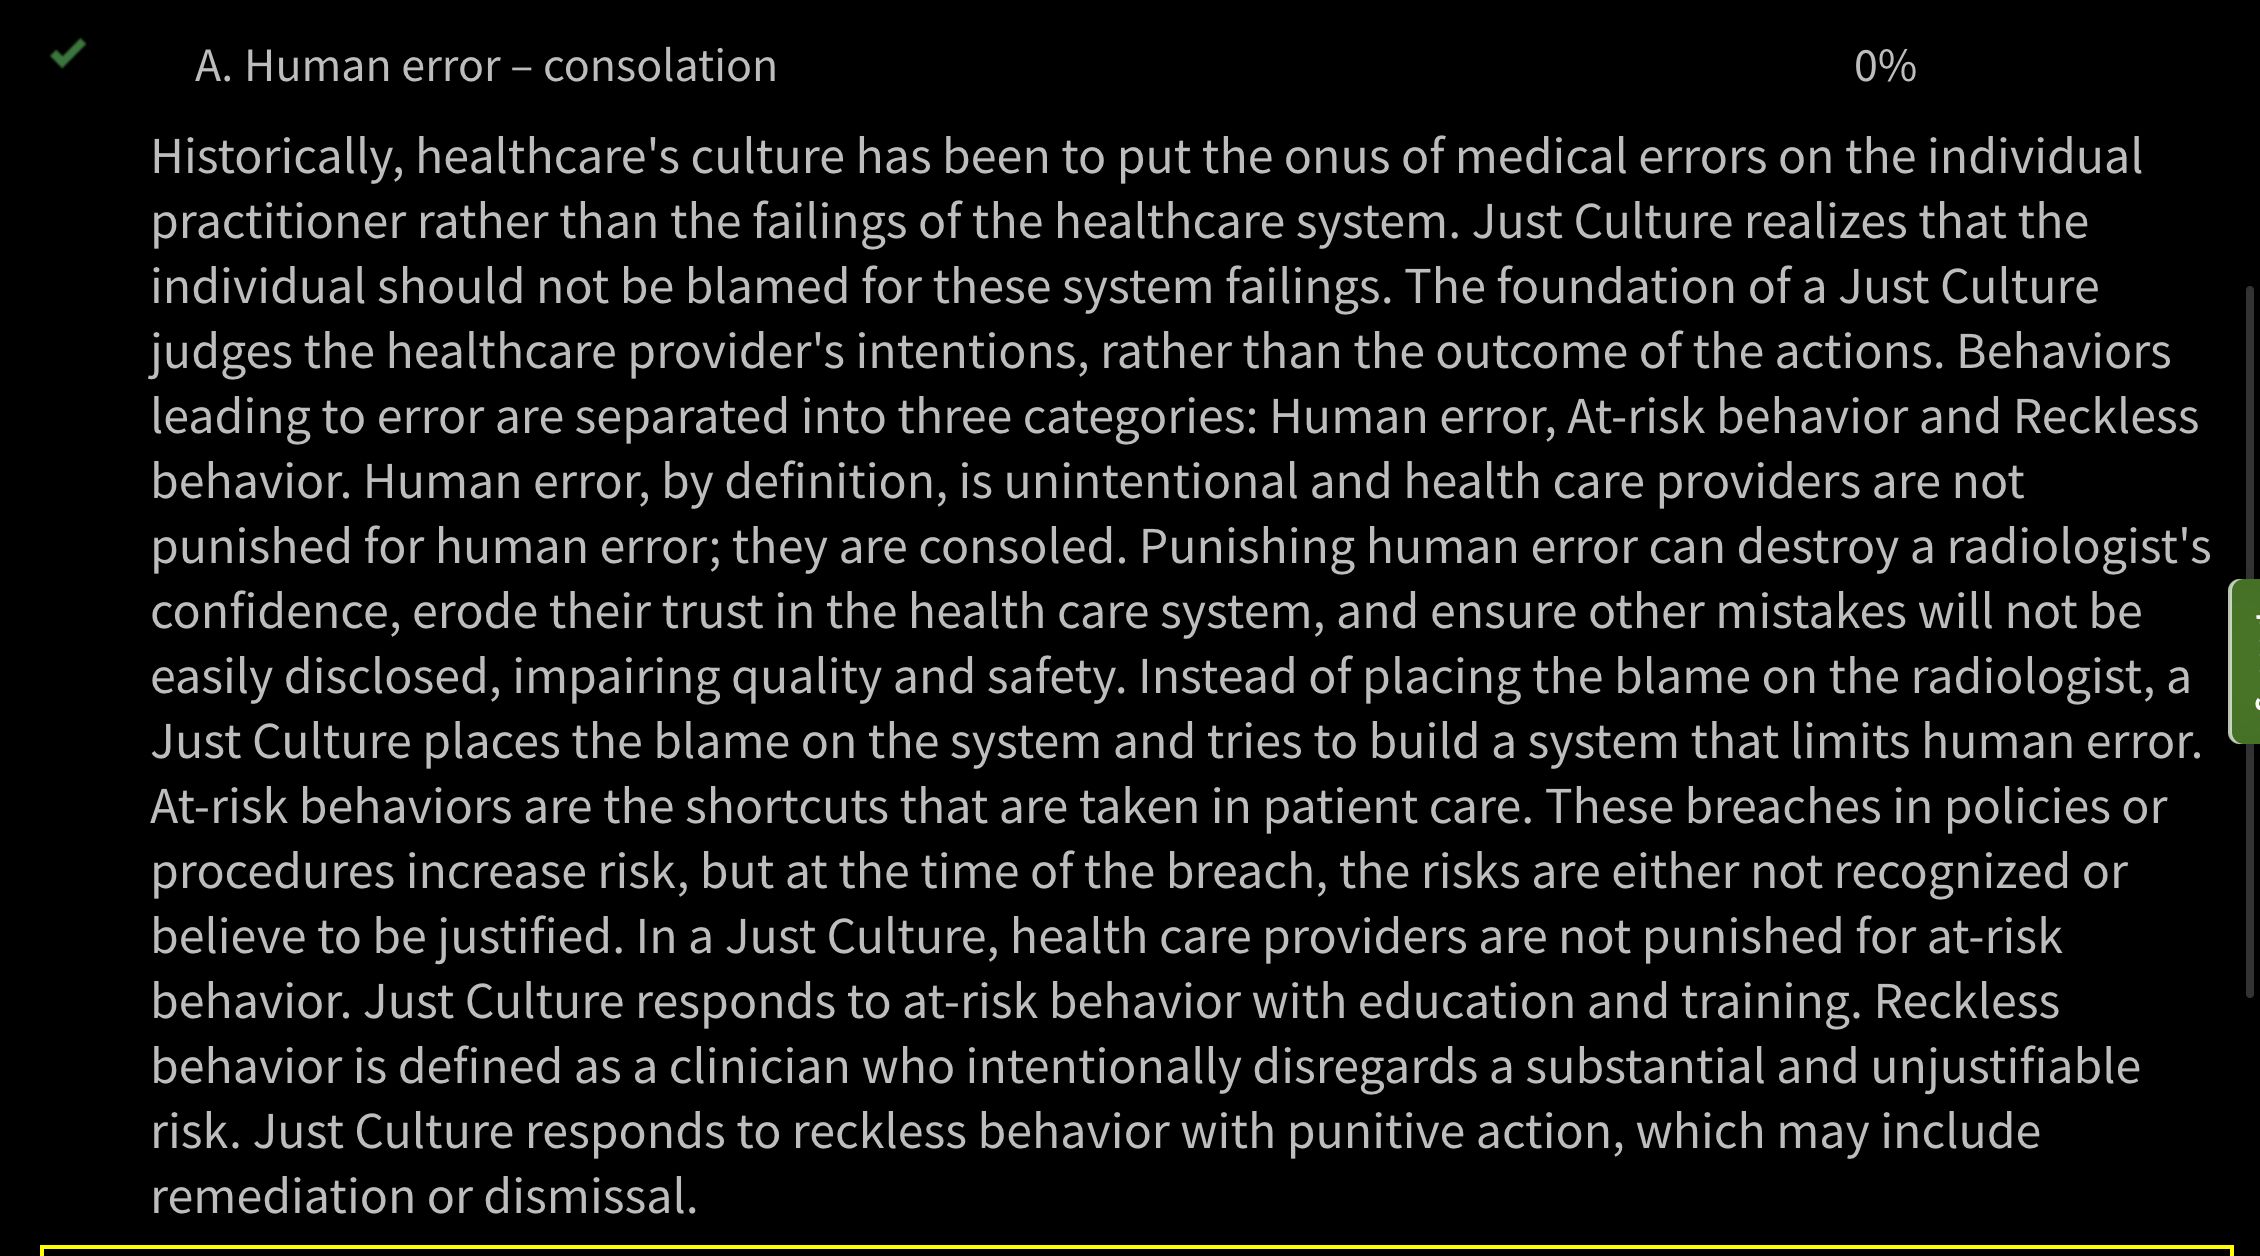 A. Human error – consolation 0%
Historically, healthcare's culture has been to put the onus of medical errors on the individual
practitioner rather than the failings of the healthcare system. Just Culture realizes that the
individual should not be blamed for these system failings. The foundation of a Just Culture
judges the healthcare provider's intentions, rather than the outcome of the actions. Behaviors
leading to error are separated into three categories: Human error, At-risk behavior and Reckless
behavior. Human error, by definition, is unintentional and health care providers are not
punished for human error; they are consoled. Punishing human error can destroy a radiologist's
confidence, erode their trust in the health care system, and ensure other mistakes will not be
easily disclosed, impairing quality and safety. Instead of placing the blame on the radiologist, a
Just Culture places the blame on the system and tries to build a system that limits human error.
At-risk behaviors are the shortcuts that are taken in patient care. These breaches in policies or
procedures increase risk, but at the time of the breach, the risks are either not recognized or
believe to be justified. In a Just Culture, health care providers are not punished for at-risk
behavior. Just Culture responds to at-risk behavior with education and training. Reckless
behavior is defined as a clinician who intentionally disregards a substantial and unjustifiable
risk. Just Culture responds to reckless behavior with punitive action, which may include
remediation or dismissal.